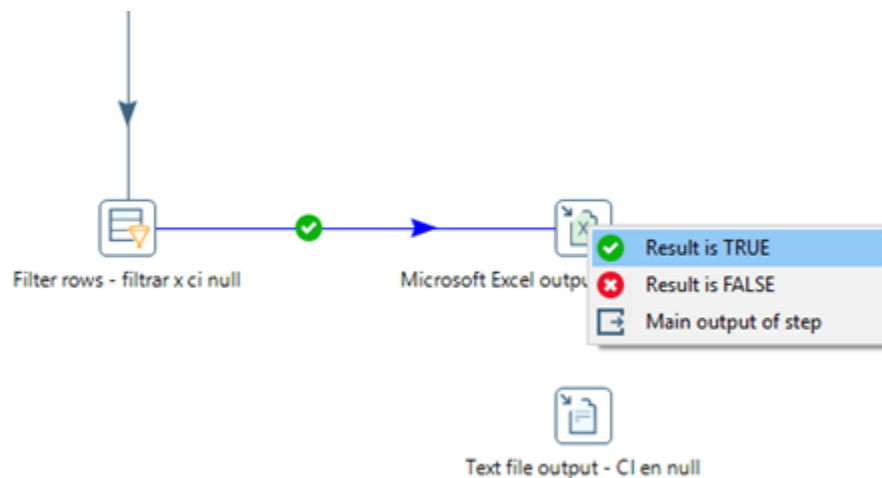 Filter rows - filtrar x ci null
Microsoft Excel outpu
Result is TRUE
Result is FALSE
Main output of step
Text file output - CI en null